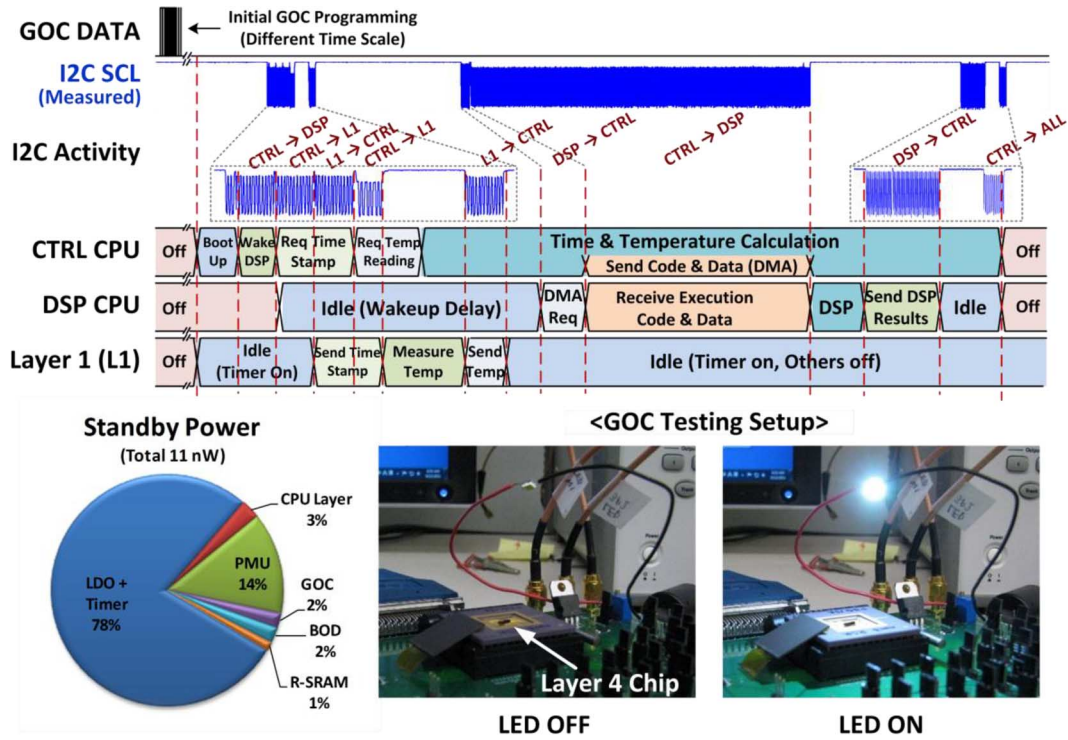 GOC DATA
Initial GOC Programming
(Different Time Scale)
I2C SCL
(Measured)
I2C Activity
CTRL → DSP
CTRL → L1
L1 → CTRL
CTRL → L1
L1 → CTRL
DSP → CTRL
CTRL → DSP
DSP → CTRL
CTRL → ALL
CTRL CPU
Off
Boot
Up
Wake
DSP
Req Time
Stamp
Req Temp
Reading
Time & Temperature Calculation
Send Code & Data (DMA)
Off
DSP CPU
Off
Idle (Wakeup Delay)
DMA
Req
Receive Execution
Code & Data
DSP
Send DSP
Results
Idle
Off
Layer 1 (L1)
Off
Idle
(Timer On)
Send Time
Stamp
Measure
Temp
Send
Temp
Idle (Timer on, Others off)
Standby Power
(Total 11 nW)
CPU Layer
3%
PMU
14%
GOC
2%
BOD
2%
R-SRAM
1%
LDO +
Timer
78%
<GOC Testing Setup>
Layer 4 Chip
LED OFF
LED ON